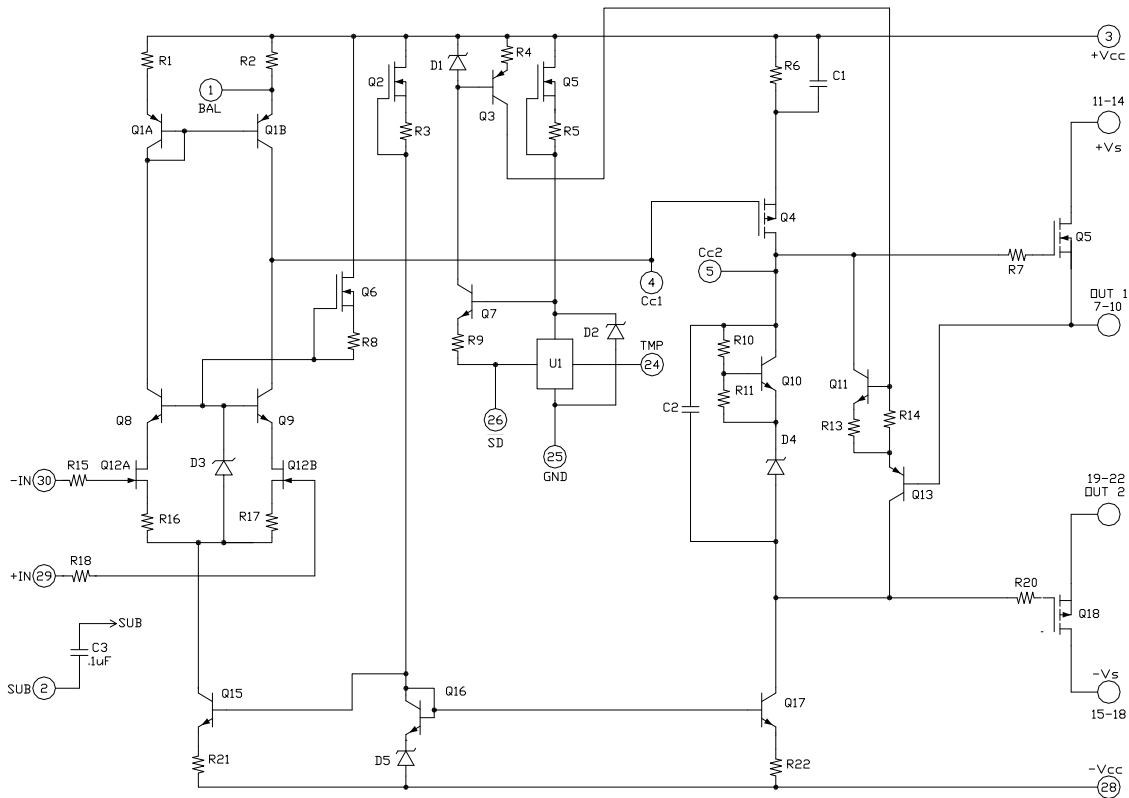 R1
R2
1
BAL
Q1A
Q1B
Q2
R3
D1
R4
Q3
Q5
R5
R6
C1
3
+Vcc
11-14
+Vs
Q4
Q5
R7
Cc2
5
4
Cc1
OUT 1
7-10
Q6
R8
Q7
R9
D2
U1
TMP
24
26
SD
25
GND
R10
R11
Q10
C2
D4
Q11
R13
R14
Q13
Q8
Q9
D3
Q12A
Q12B
-IN
30
R15
R16
R17
+IN
29
R18
19-22
OUT 2
R20
Q18
-Vs
15-18
SUB
C3
.1uF
SUB
2
Q15
Q16
Q17
R21
D5
R22
-Vcc
28